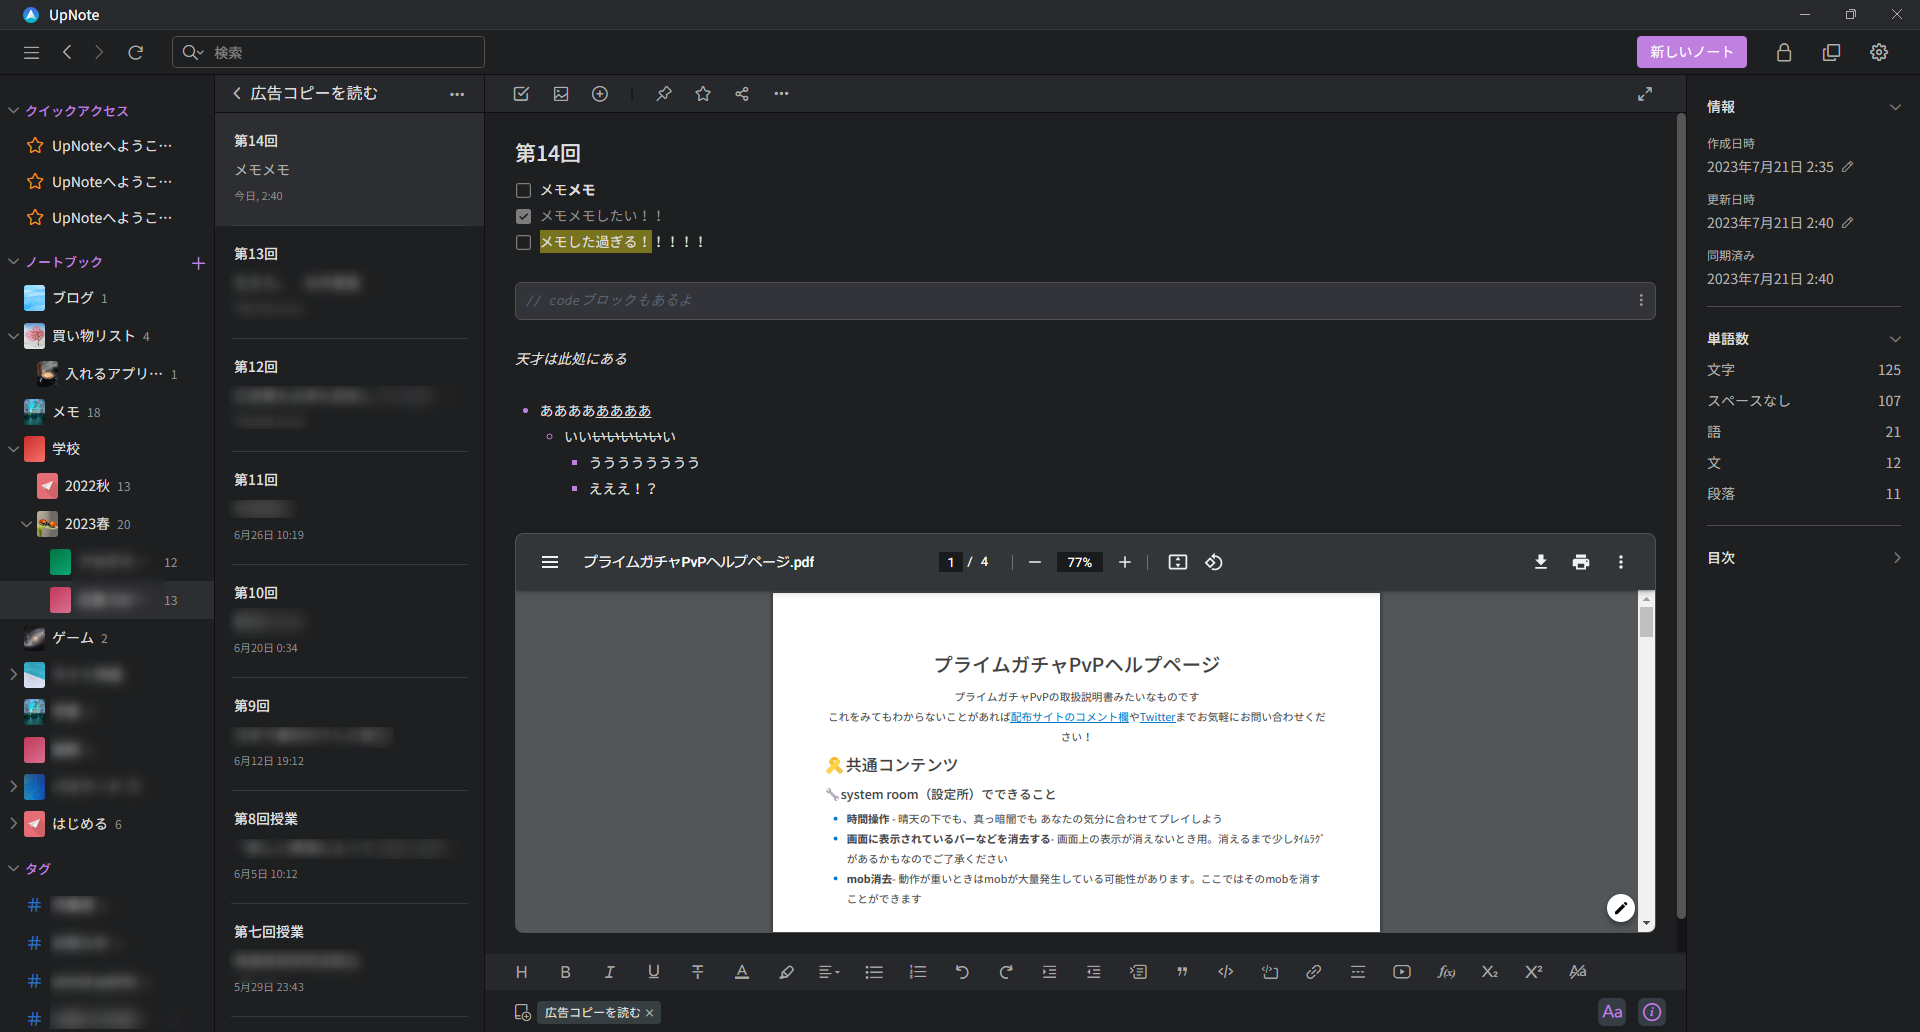 UpNote
検索
新しいノート
クイックアクセス
UpNoteへようこ…
UpNoteへようこ…
UpNoteへようこ…
ノートブック
ブログ 1
買い物リスト 4
入れるアプリ… 1
メモ 18
学校
2022秋 13
2023春 20
12
13
ゲーム 2
はじめる 6
タグ
#
#
#
#
広告コピーを読む
第14回
メモメモ
今日, 2:40
第13回
第12回
第11回
6月26日 10:19
第10回
6月20日 0:34
第9回
6月12日 19:12
第8回授業
6月5日 10:12
第七回授業
5月29日 23:43
第14回
メモメモ
メモメモしたい！！
メモした過ぎる！！！！！
// codeブロックもあるよ
天才は此処にある
ああああああああ
いいいいいいいい
うううううううう
えええ！？
プライムガチャPvPヘルプページ.pdf
1 / 4
77%
プライムガチャPvPヘルプページ
プライムガチャPvPの取扱説明書みたいなものです
これをみてもわからないことがあれば配布サイトのコメント欄やTwitterまでお気軽にお問い合わせくだ
さい！
共通コンテンツ
system room（設定所）でできること
時間操作 - 晴天の下でも、真っ暗闇でも あなたの気分に合わせてプレイしよう
画面に表示されているバーなどを消去する- 画面上の表示が消えないとき用。消えるまで少しﾀｲﾑﾗｸﾞ
があるかもなのでご了承ください
mob消去- 動作が重いときはmobが大量発生している可能性があります。ここではそのmobを消す
ことができます
H B I U T A f(x) X₂ X²
広告コピーを読む ×
Aa
情報
作成日時
2023年7月21日 2:35
更新日時
2023年7月21日 2:40
同期済み
2023年7月21日 2:40
単語数
文字 125
スペースなし 107
語 21
文 12
段落 11
目次